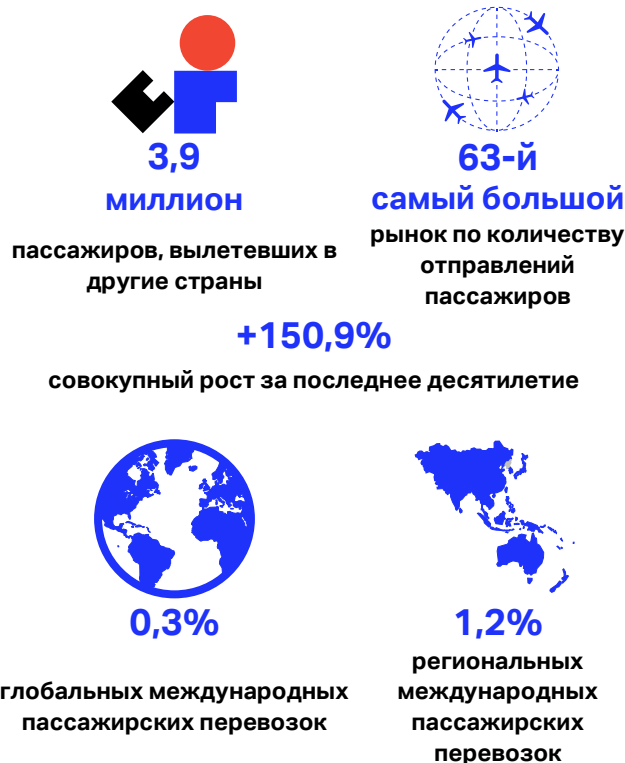 3,9
миллион
пассажиров, вылетевших в
другие страны
63-й
самый большой
рынок по количеству
отправлений
пассажиров
+150,9%
совокупный рост за последнее десятилетие
0,3%
глобальных международных
пассажирских перевозок
1,2%
региональных
международных
пассажирских
перевозок